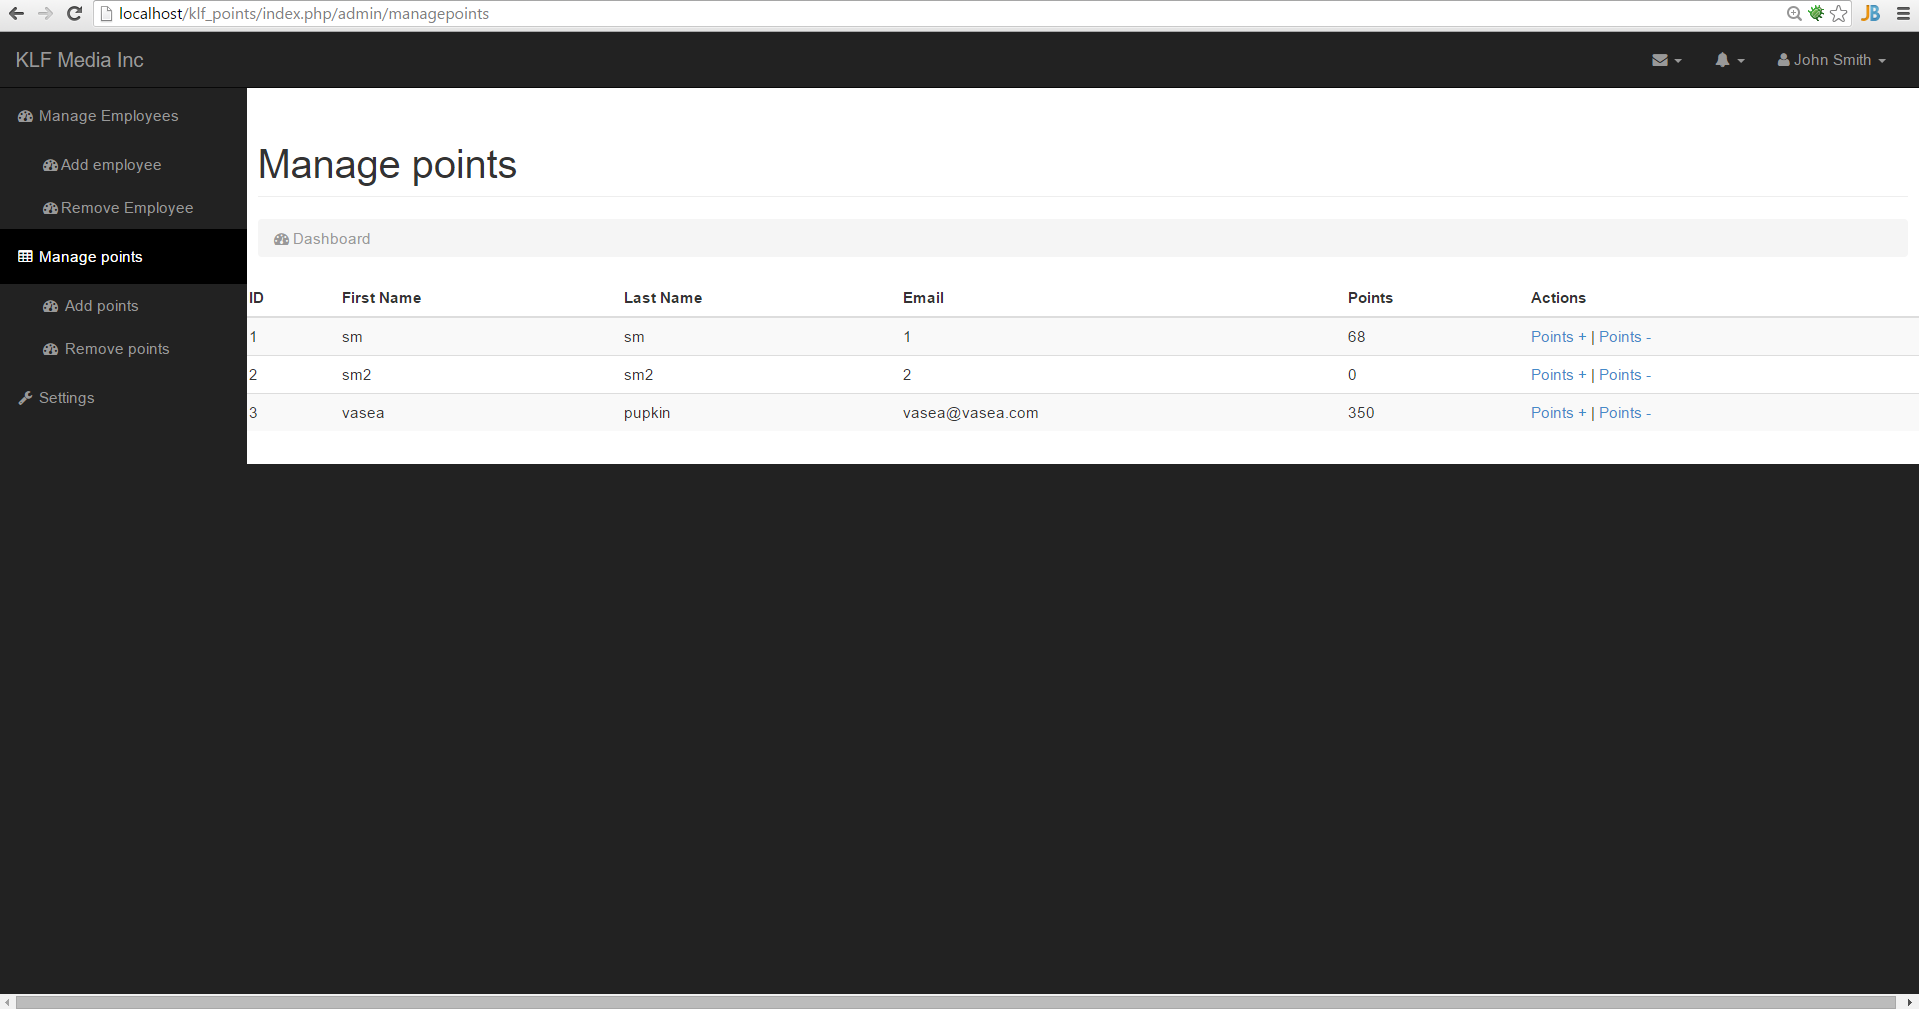 localhost/klf_points/index.php/admin/managepoints
JB
KLF Media Inc
John Smith
Manage Employees
Add employee
Remove Employee
Manage points
Add points
Remove points
Settings
Manage points
Dashboard
ID First Name Last Name Email Points Actions
1 sm sm 1 68 Points + | Points -
2 sm2 sm2 2 0 Points + | Points -
3 vasea pupkin vasea@vasea.com 350 Points + | Points -